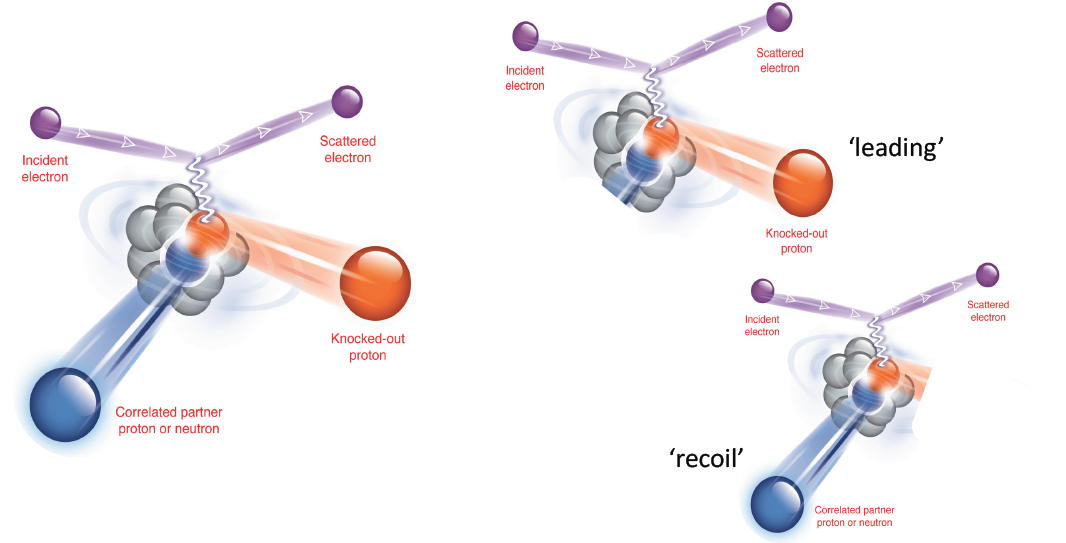 Incident
electron
Scattered
electron
Knocked-out
proton
Correlated partner
proton or neutron
Incident
electron
Scattered
electron
‘leading’
Knocked-out
proton
Incident
electron
Scattered
electron
‘recoil’
Correlated partner
proton or neutron